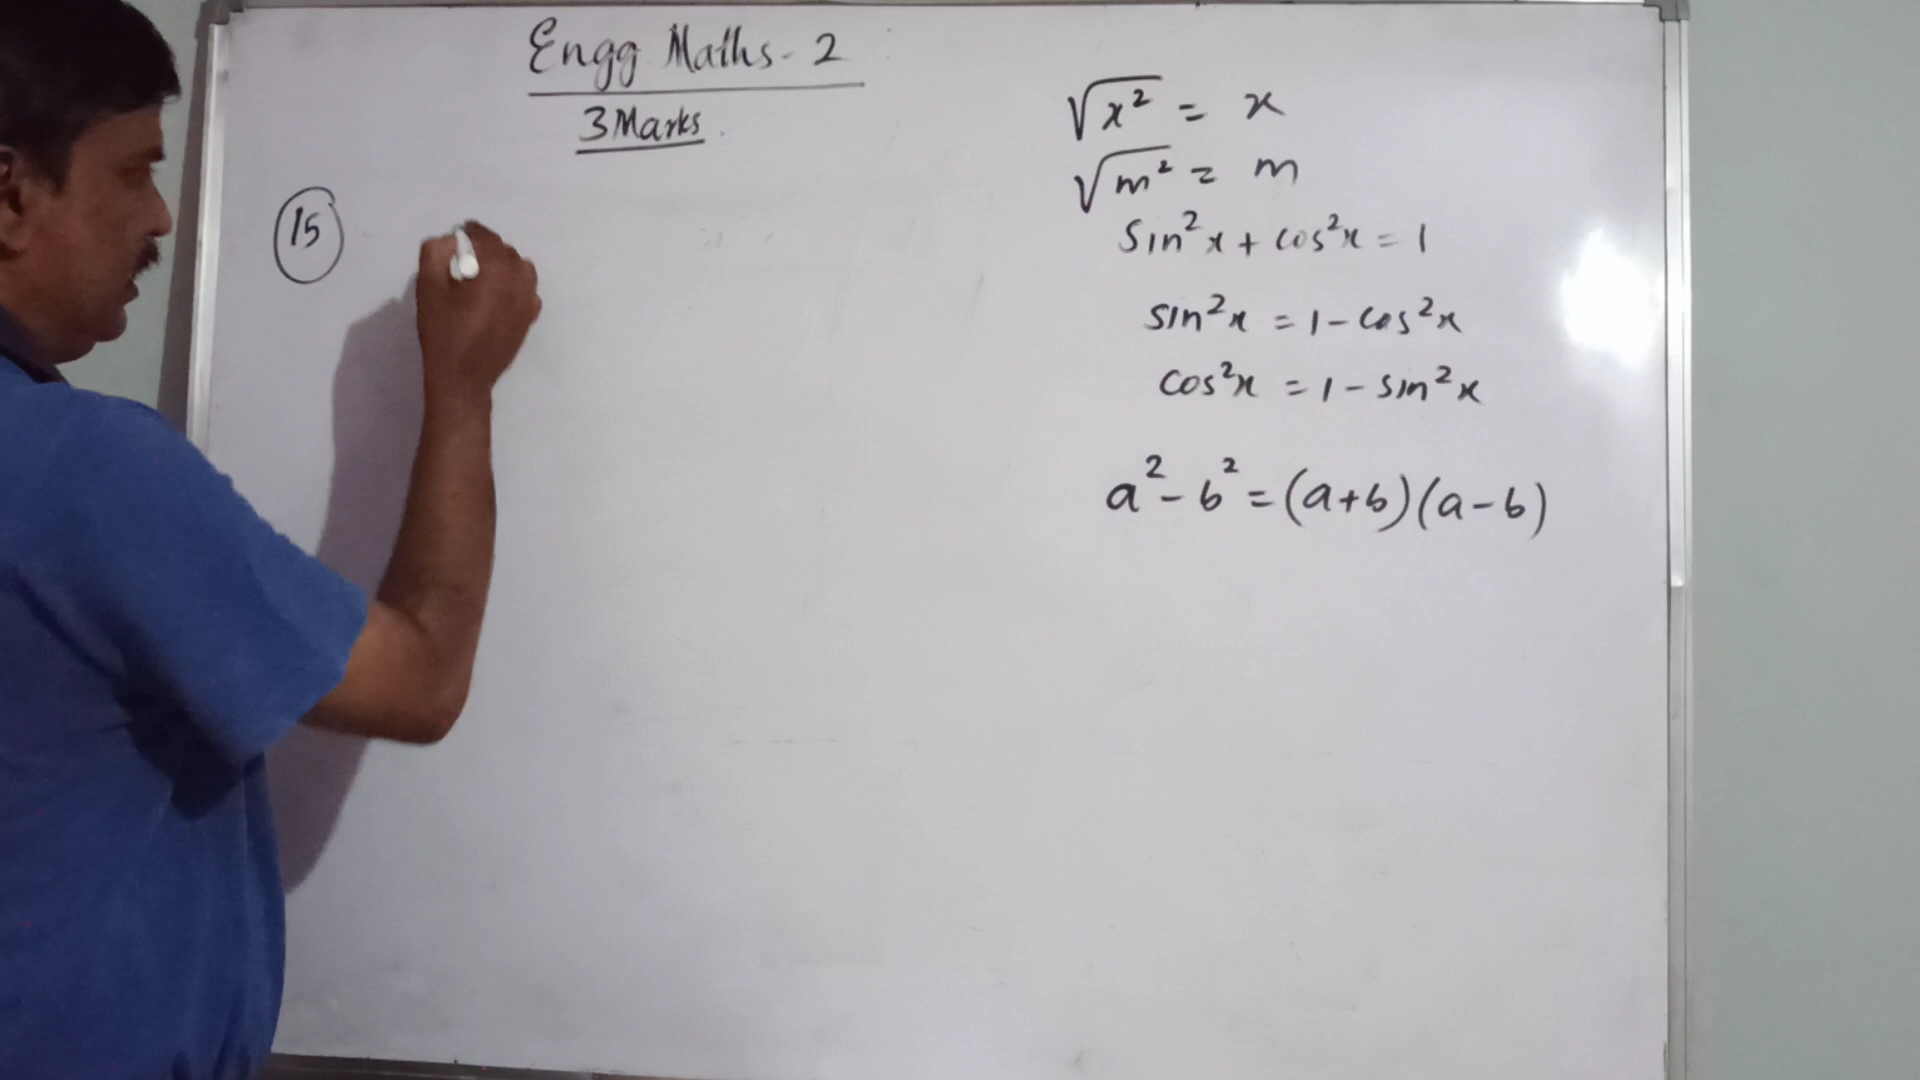 Engg Maths - 2
3 Marks
15
√x² = x
√m² = m
Sin²x + cos²x = 1
sin²x = 1 - cos²x
cos²x = 1 - sin²x
a² - b² = (a+b)(a-b)